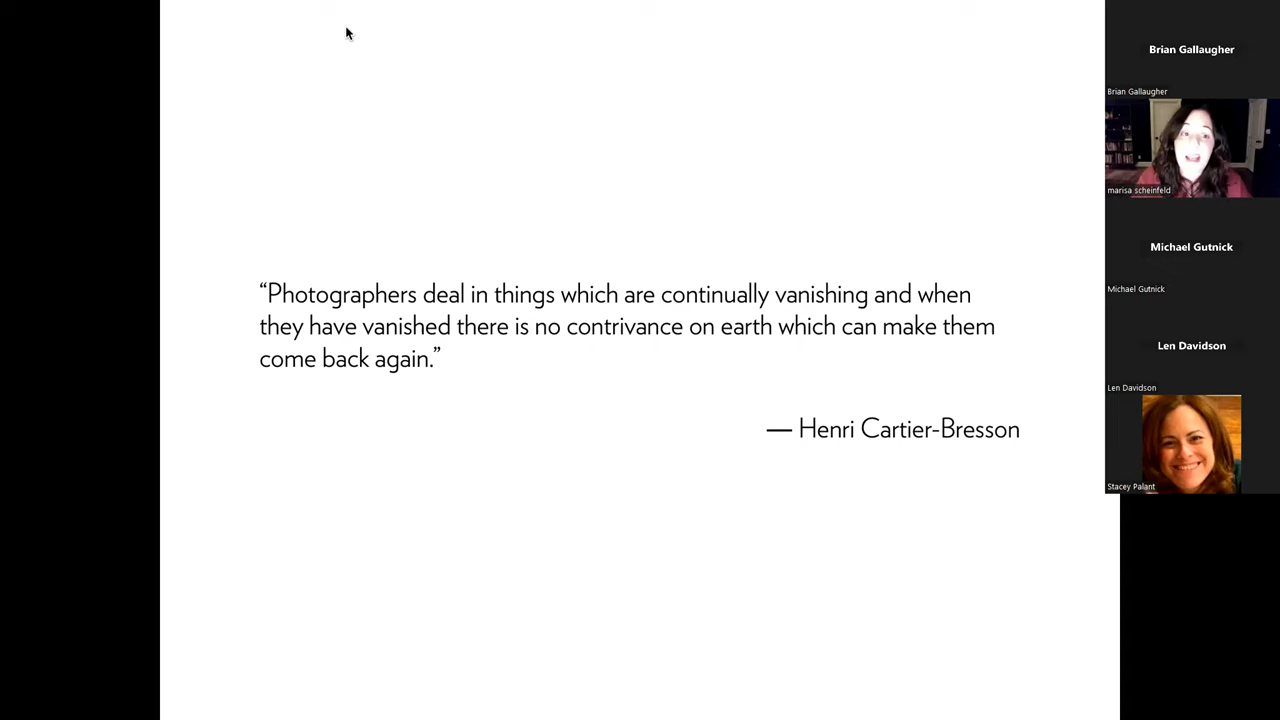 “Photographers deal in things which are continually vanishing and when
they have vanished there is no contrivance on earth which can make them
come back again.”
— Henri Cartier-Bresson
Brian Gallaugher
Brian Gallaugher
marisa scheinfeld
Michael Gutnick
Michael Gutnick
Len Davidson
Len Davidson
Stacey Palant